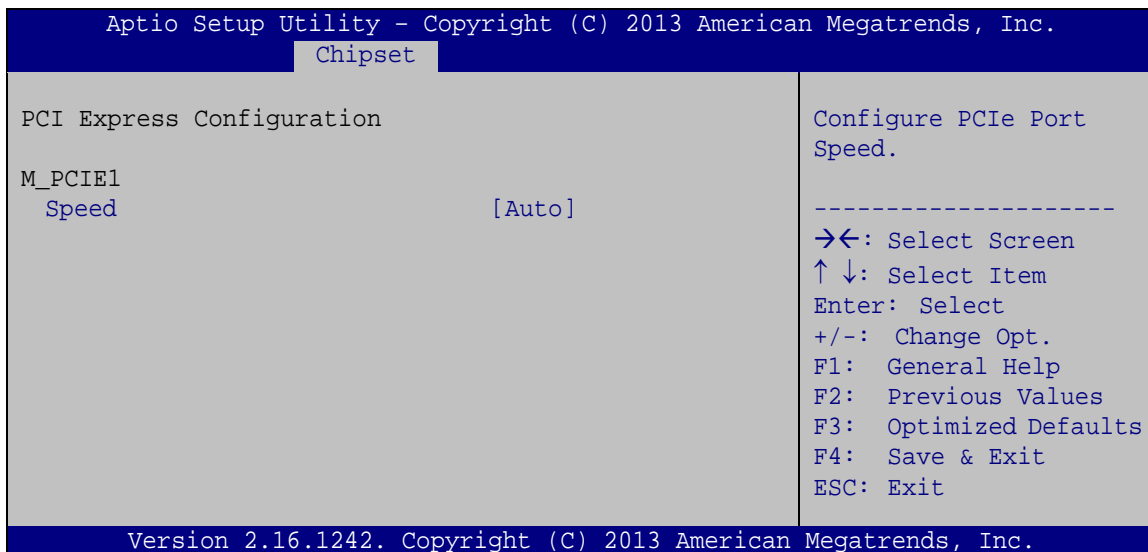 Aptio Setup Utility – Copyright (C) 2013 American Megatrends, Inc.
Chipset
PCI Express Configuration
M_PCIE1
Speed [Auto]
Configure PCIe Port
Speed.
---------------------
→←: Select Screen
↑ ↓: Select Item
Enter: Select
+/-: Change Opt.
F1: General Help
F2: Previous Values
F3: Optimized Defaults
F4: Save & Exit
ESC: Exit
Version 2.16.1242. Copyright (C) 2013 American Megatrends, Inc.